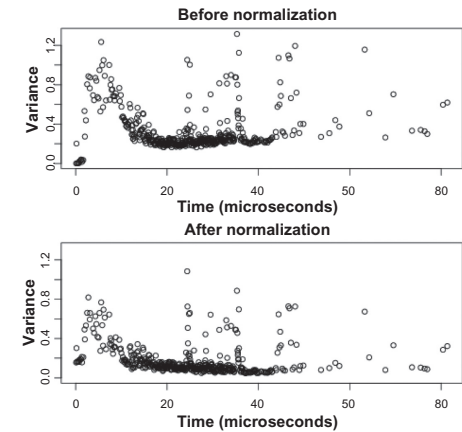 Before normalization
Variance
0.0 0.4 0.8 1.2
0 20 40 60 80
Time (microseconds)
After normalization
Variance
0.0 0.4 0.8 1.2
0 20 40 60 80
Time (microseconds)